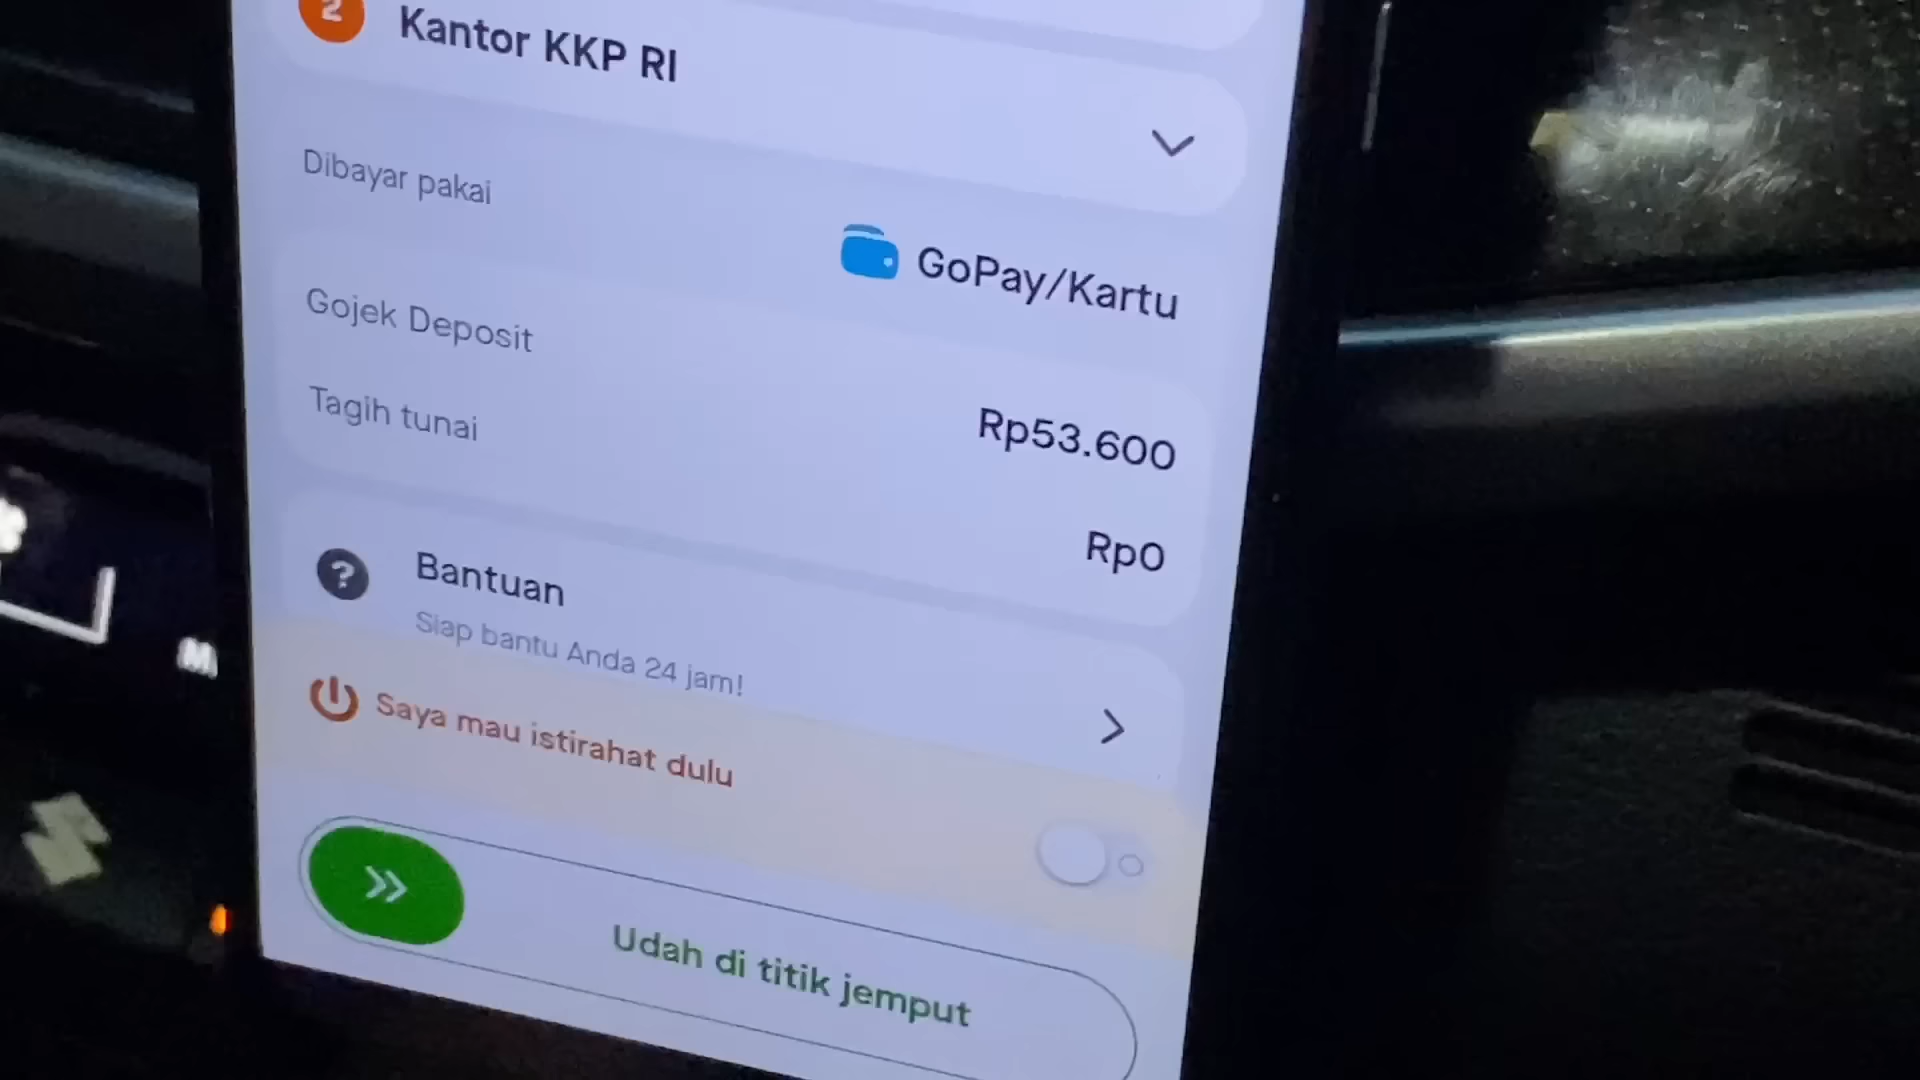 2 Kantor KKP RI
Dibayar pakai
GoPay/Kartu
Gojek Deposit
Rp53.600
Tagih tunai
Rp0
? Bantuan
Siap bantu Anda 24 jam!
Saya mau istirahat dulu
Udah di titik jemput
M